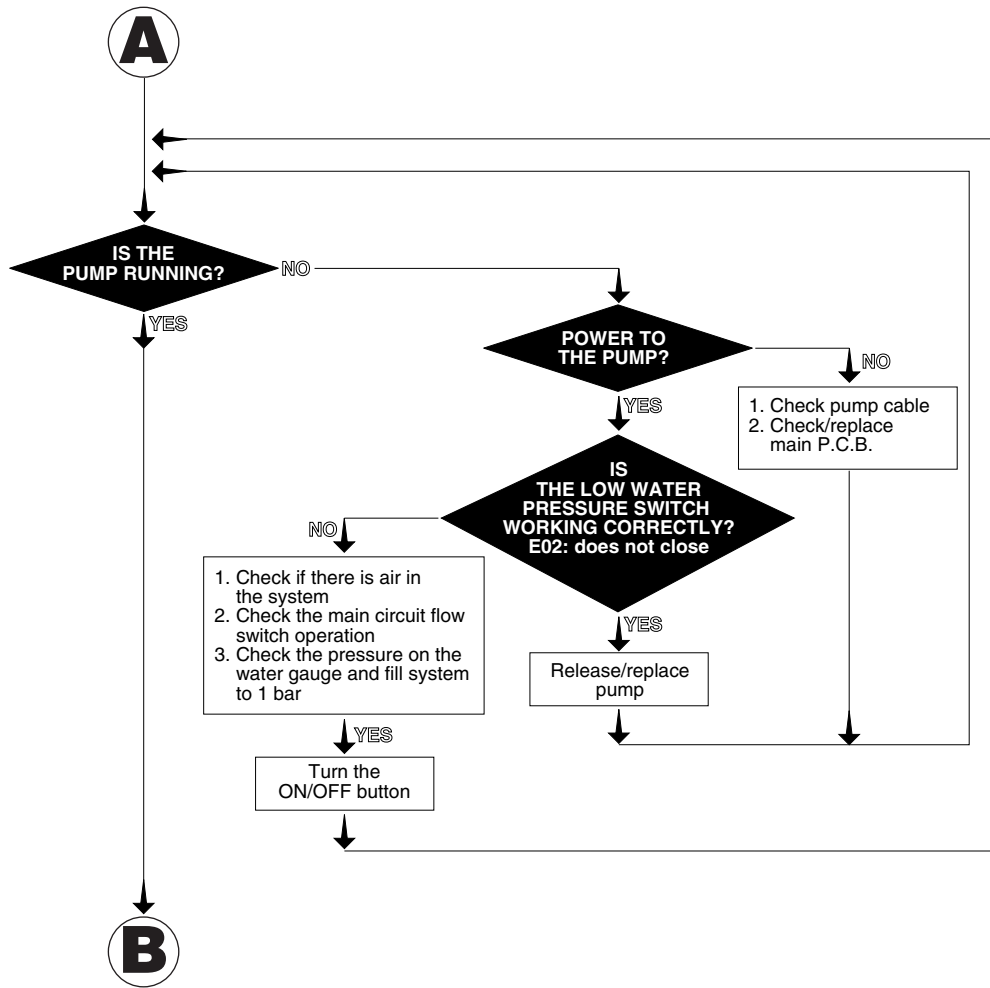 A
IS THE
PUMP RUNNING?
NO
YES
POWER TO
THE PUMP?
NO
1. Check pump cable
2. Check/replace
main P.C.B.
YES
IS
THE LOW WATER
PRESSURE SWITCH
WORKING CORRECTLY?
E02: does not close
NO
1. Check if there is air in
the system
2. Check the main circuit flow
switch operation
3. Check the pressure on the
water gauge and fill system
to 1 bar
YES
Release/replace
pump
YES
Turn the
ON/OFF button
B